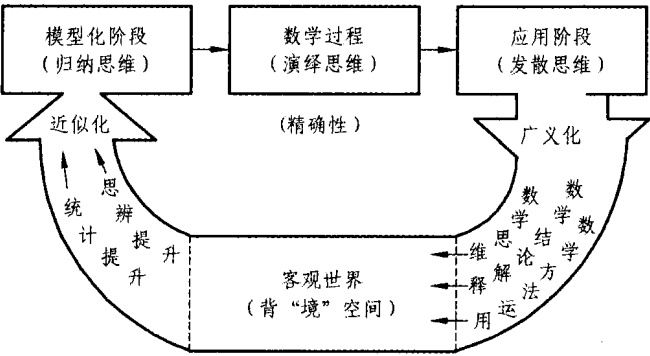 模型化阶段
（归纳思维）
数学过程
（演绎思维）
应用阶段
（发散思维）
近似化
（精确性）
广义化
统计提升
思辨提升
数学思维
数学结论解释
数学方法运用
客观世界
（背“境”空间）